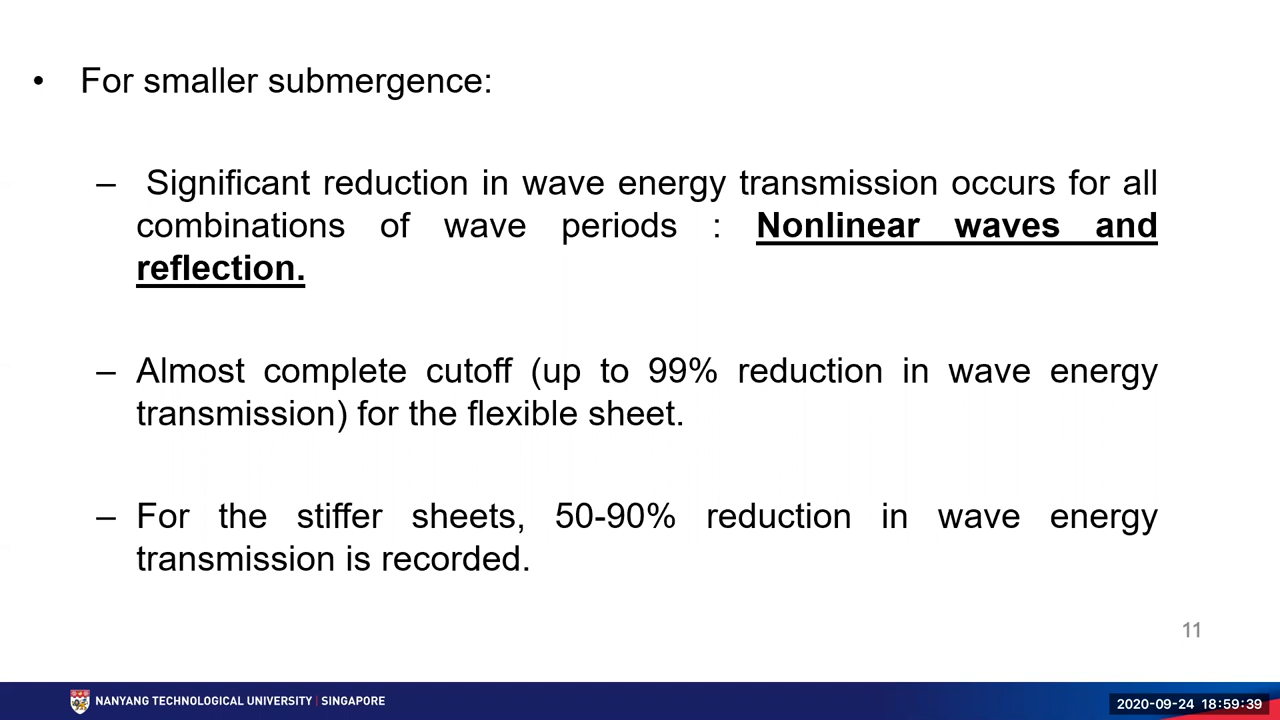 • For smaller submergence:
– Significant reduction in wave energy transmission occurs for all
combinations of wave periods : Nonlinear waves and
reflection.
– Almost complete cutoff (up to 99% reduction in wave energy
transmission) for the flexible sheet.
– For the stiffer sheets, 50-90% reduction in wave energy
transmission is recorded.
11
NANYANG TECHNOLOGICAL UNIVERSITY | SINGAPORE
2020-09-24 18:59:39